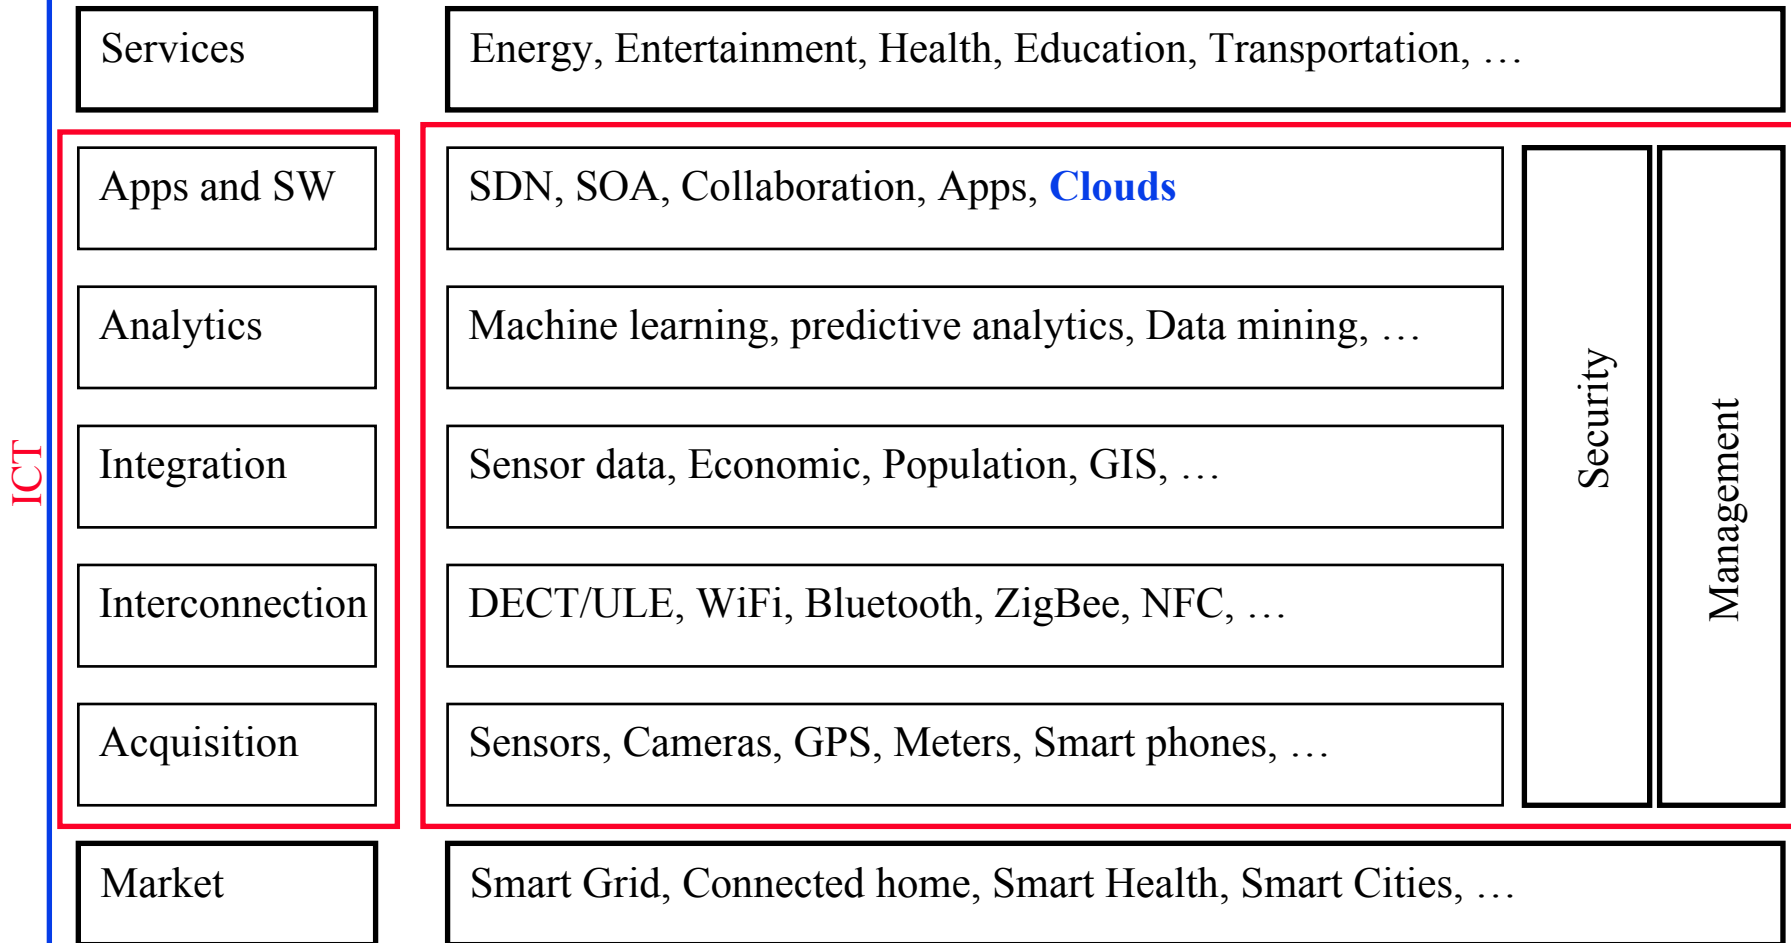 Services
Energy, Entertainment, Health, Education, Transportation, …
Apps and SW
SDN, SOA, Collaboration, Apps, Clouds
Analytics
Machine learning, predictive analytics, Data mining, …
Integration
Sensor data, Economic, Population, GIS, …
Interconnection
DECT/ULE, WiFi, Bluetooth, ZigBee, NFC, …
Acquisition
Sensors, Cameras, GPS, Meters, Smart phones, …
Market
Smart Grid, Connected home, Smart Health, Smart Cities, …
ICT
Security
Management